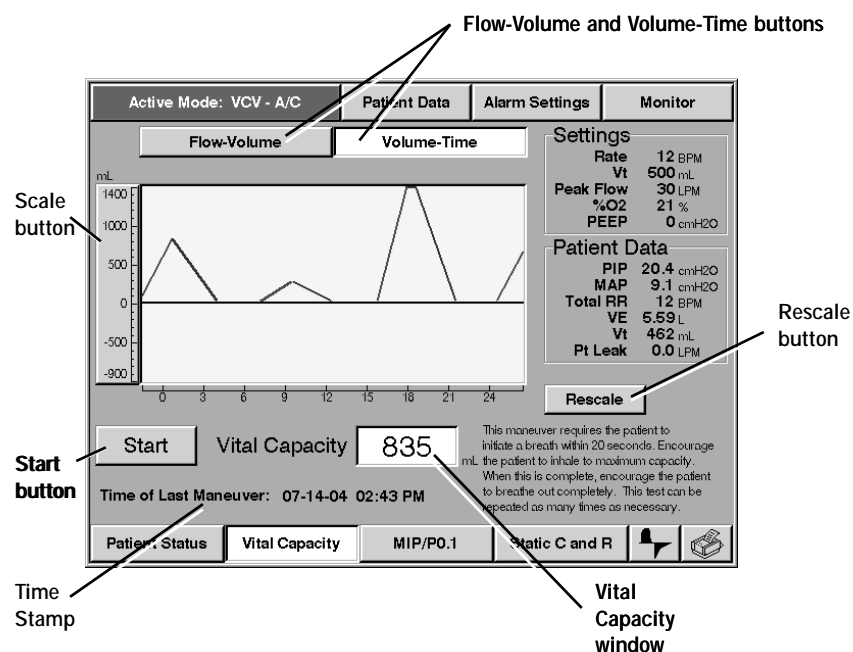 Flow-Volume and Volume-Time buttons
Active Mode: VCV - A/C
Patient Data
Alarm Settings
Monitor
Flow-Volume
Volume-Time
Settings
Rate 12 BPM
Vt 500 mL
Peak Flow 30 LPM
%O2 21 %
PEEP 0 cmH2O
mL
1400
1000
500
0
-500
-900
0 3 6 9 12 15 18 21 24
Scale
button
Patient Data
PIP 20.4 cmH2O
MAP 9.1 cmH2O
Total RR 12 BPM
VE 5.59 L
Vt 462 mL
Pt Leak 0.0 LPM
Rescale
button
Rescale
Start
Vital Capacity
835
mL
This maneuver requires the patient to
initiate a breath within 20 seconds. Encourage
the patient to inhale to maximum capacity.
When this is complete, encourage the patient
to breathe out completely. This test can be
repeated as many times as necessary.
Start
button
Time of Last Maneuver: 07-14-04 02:43 PM
Patient Status
Vital Capacity
MIP/P0.1
Static C and R
Time
Stamp
Vital
Capacity
window